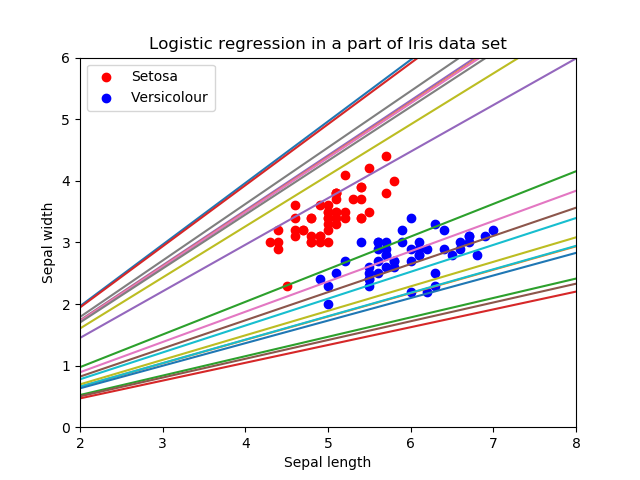 Logistic regression in a part of Iris data set
Setosa
Versicolour
Sepal width
6
5
4
3
2
1
0
2 3 4 5 6 7 8
Sepal length